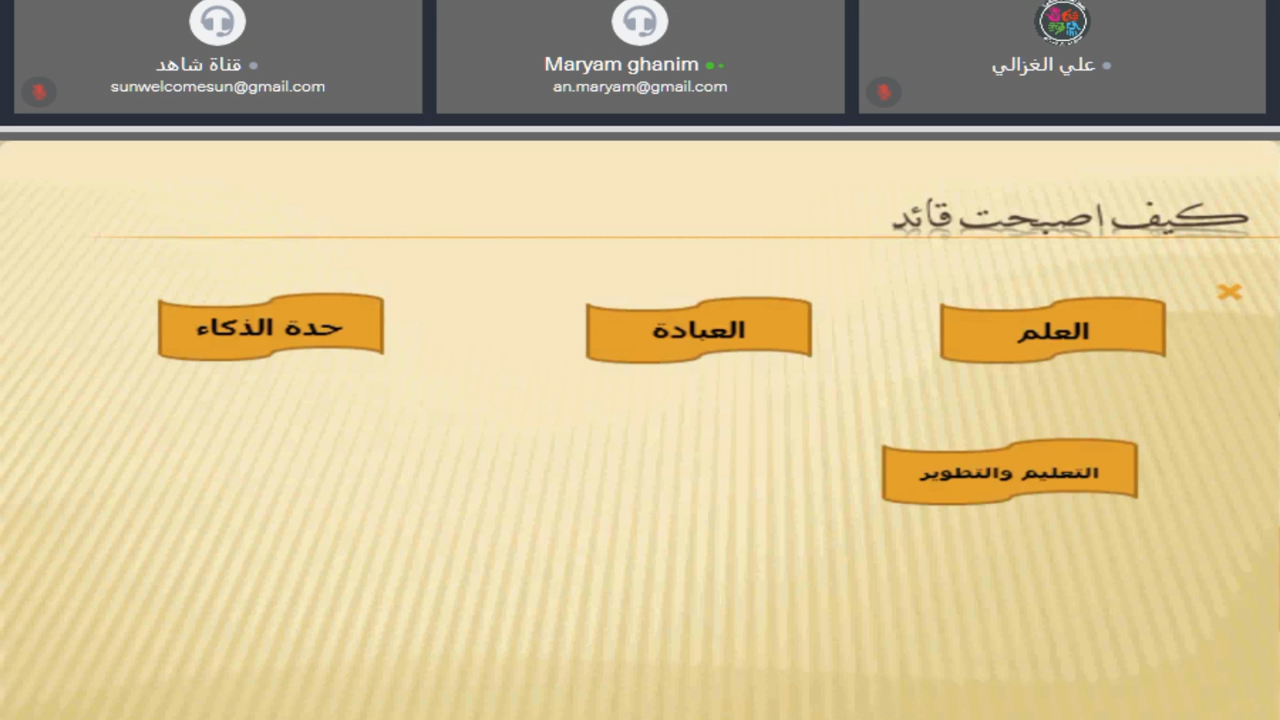 علي الغزالي
Maryam ghanim
an.maryam@gmail.com
قناة شاهد
sunwelcomesun@gmail.com
كيف اصبحت قائد
العلم
العبادة
حدة الذكاء
التعليم والتطوير